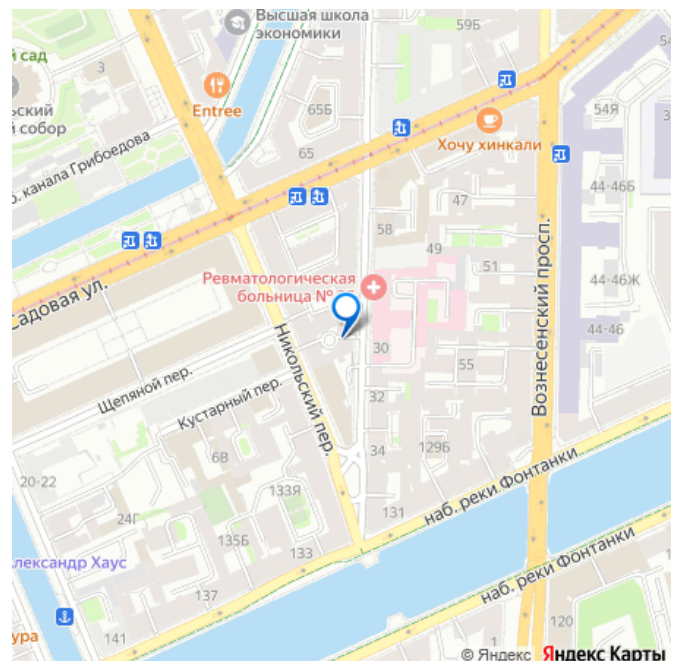 Высшая школа
экономики
59Б
й сад
3
Entree
65Б
54Я
ьский
й собор
Хочу хинкали
65
р. канала Грибоедова
47
44-46Б
58
49
51
Ревматологическая
больница №
44-46Ж
Садовая ул.
Никольский пер.
Вознесенский просп.
44-46
30
55
Щепяной пер.
32
Кустарный пер.
34
129Б
6В
20-22
133Я
24Г
131
наб. реки Фонтанки
135Б
133
лександр Хаус
137
наб. реки Фонтанки
ура
141
120
© Яндекс Яндекс Карты